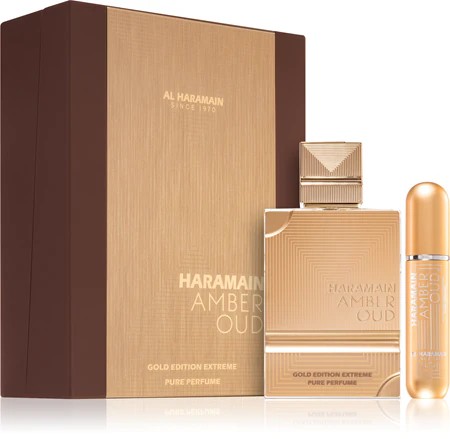 AL HARAMAIN
SINCE 1970
HARAMAIN
AMBER
OUD
GOLD EDITION EXTREME
PURE PERFUME
HARAMAIN
AMBER
OUD
GOLD EDITION EXTREME
PURE PERFUME
HARAMAIN
AMBER
OUD